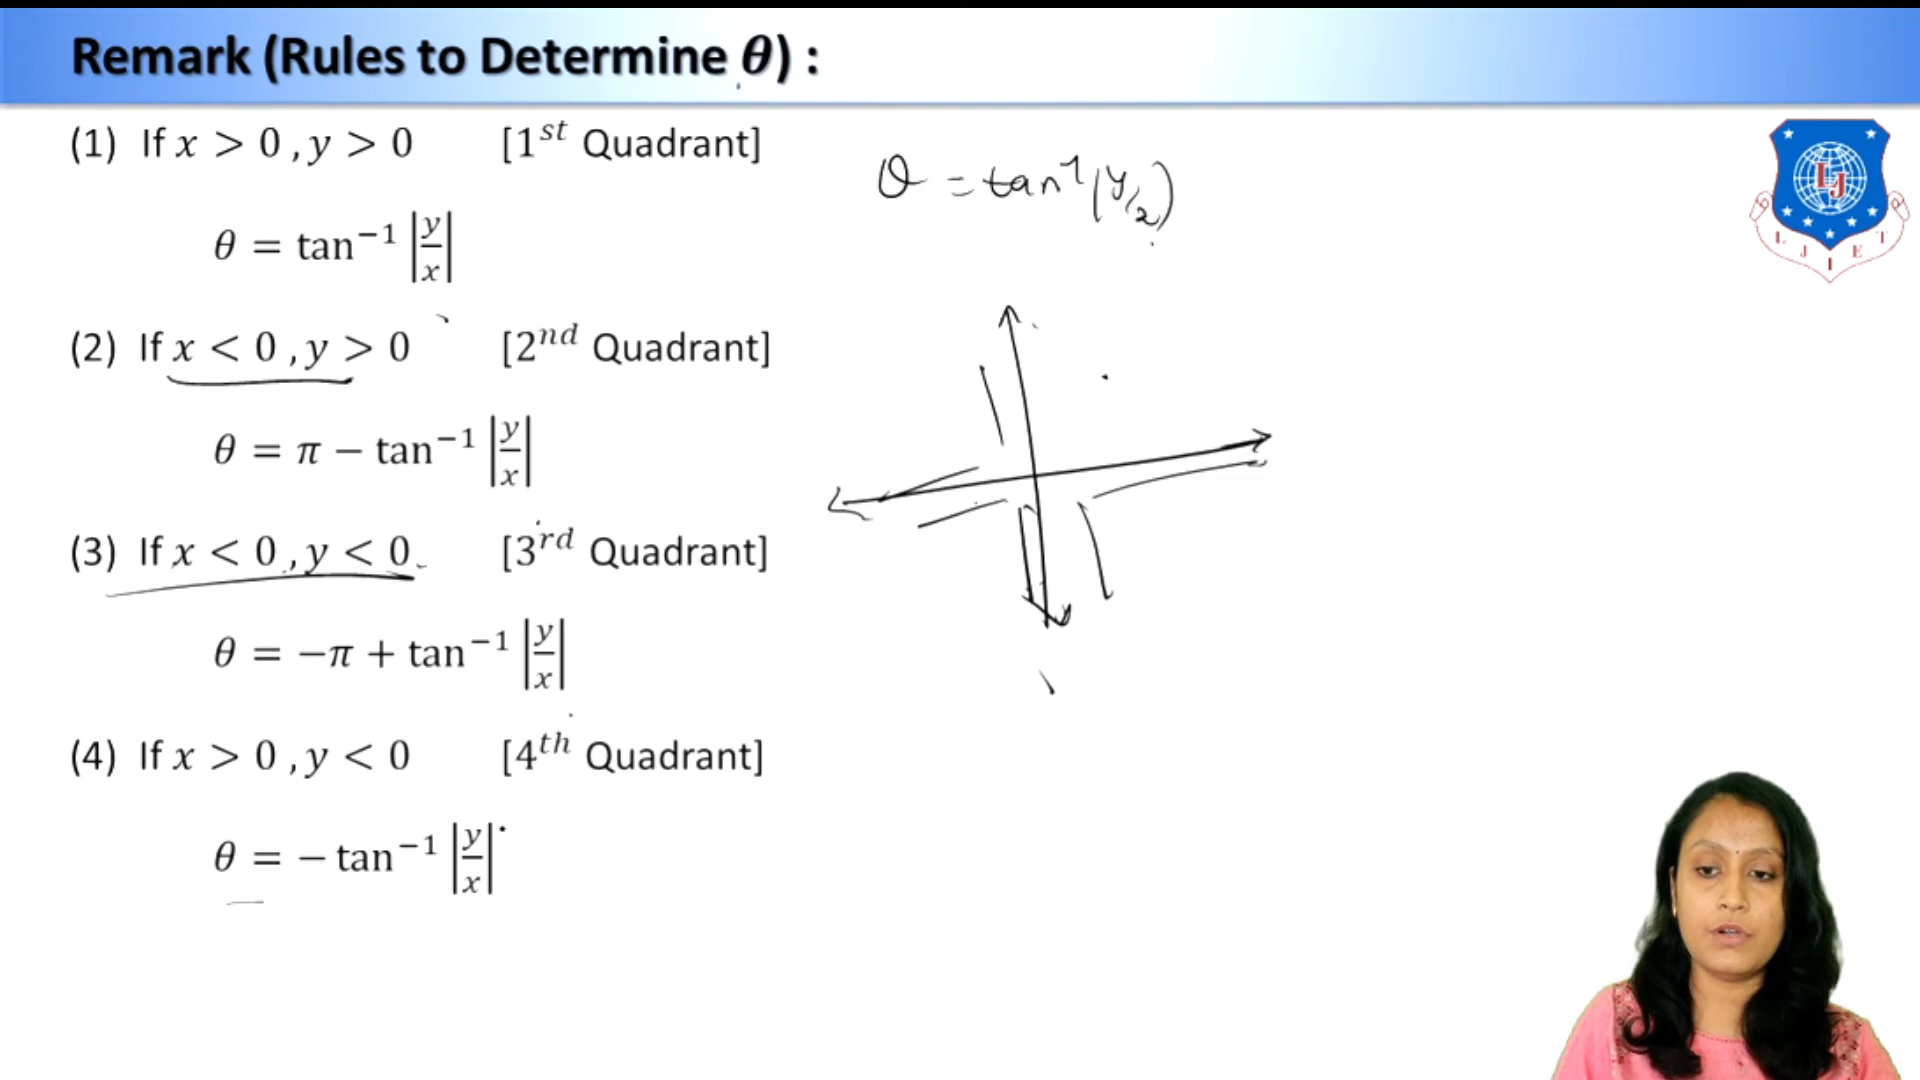 Remark (Rules to Determine θ) :
(1) If x > 0 , y > 0 [1st Quadrant]
θ = tan⁻¹ |y/x|
θ = tan⁻¹ (y/x)
(2) If x < 0 , y > 0 [2nd Quadrant]
θ = π − tan⁻¹ |y/x|
(3) If x < 0 , y < 0 [3rd Quadrant]
θ = −π + tan⁻¹ |y/x|
(4) If x > 0 , y < 0 [4th Quadrant]
θ = − tan⁻¹ |y/x|
LJ
L J I E T